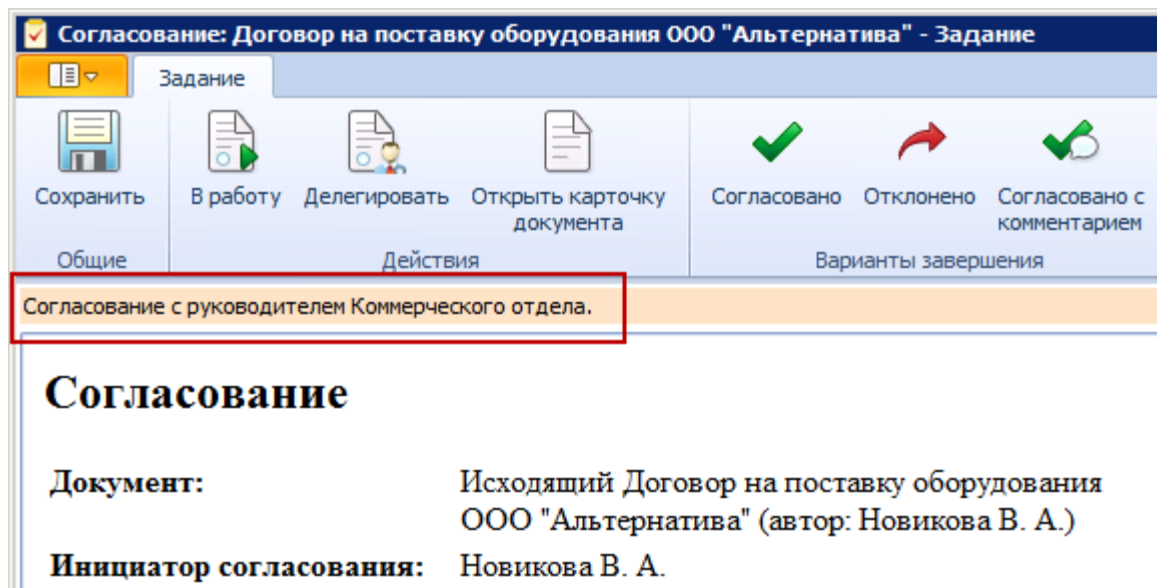 Согласование: Договор на поставку оборудования ООО "Альтернатива" - Задание
Задание
Сохранить
В работу
Делегировать
Открыть карточку
документа
Согласовано
Отклонено
Согласовано с
комментарием
Общие
Действия
Варианты завершения
Согласование с руководителем Коммерческого отдела.
Согласование
Документ: Исходящий Договор на поставку оборудования
ООО "Альтернатива" (автор: Новикова В. А.)
Инициатор согласования: Новикова В. А.